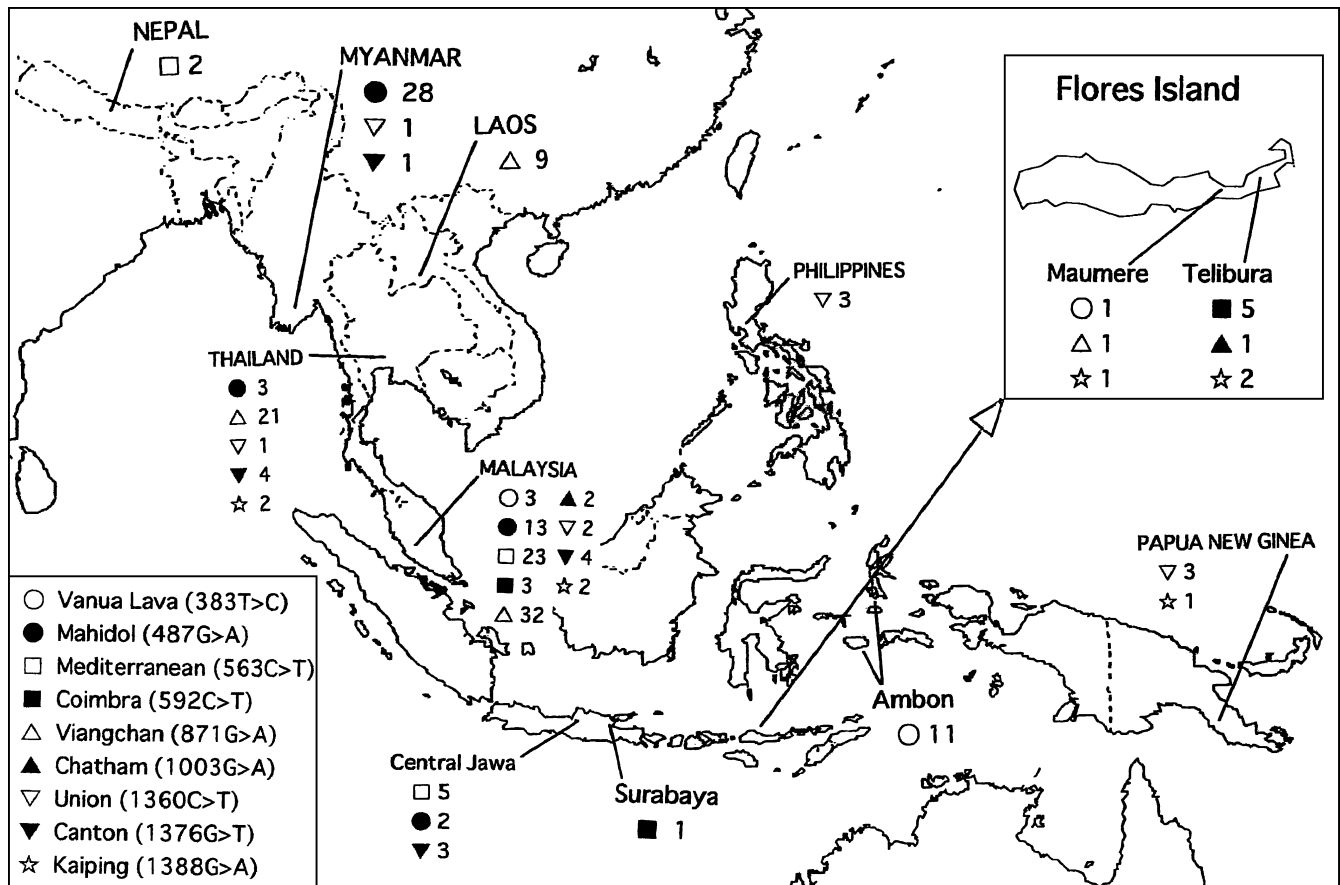 NEPAL
□ 2
MYANMAR
● 28
▽ 1
▼ 1
LAOS
△ 9
Flores Island
Maumere
○ 1
△ 1
☆ 1
Telibura
■ 5
▲ 1
☆ 2
PHILIPPINES
▽ 3
THAILAND
● 3
△ 21
▽ 1
▼ 4
☆ 2
MALAYSIA
○ 3 ▲ 2
● 13 ▽ 2
□ 23 ▼ 4
■ 3 ☆ 2
△ 32
PAPUA NEW GINEA
▽ 3
☆ 1
Ambon
○ 11
Central Jawa
□ 5
● 2
▼ 3
Surabaya
■ 1
○ Vanua Lava (383T>C)
● Mahidol (487G>A)
□ Mediterranean (563C>T)
■ Coimbra (592C>T)
△ Viangchan (871G>A)
▲ Chatham (1003G>A)
▽ Union (1360C>T)
▼ Canton (1376G>T)
☆ Kaiping (1388G>A)